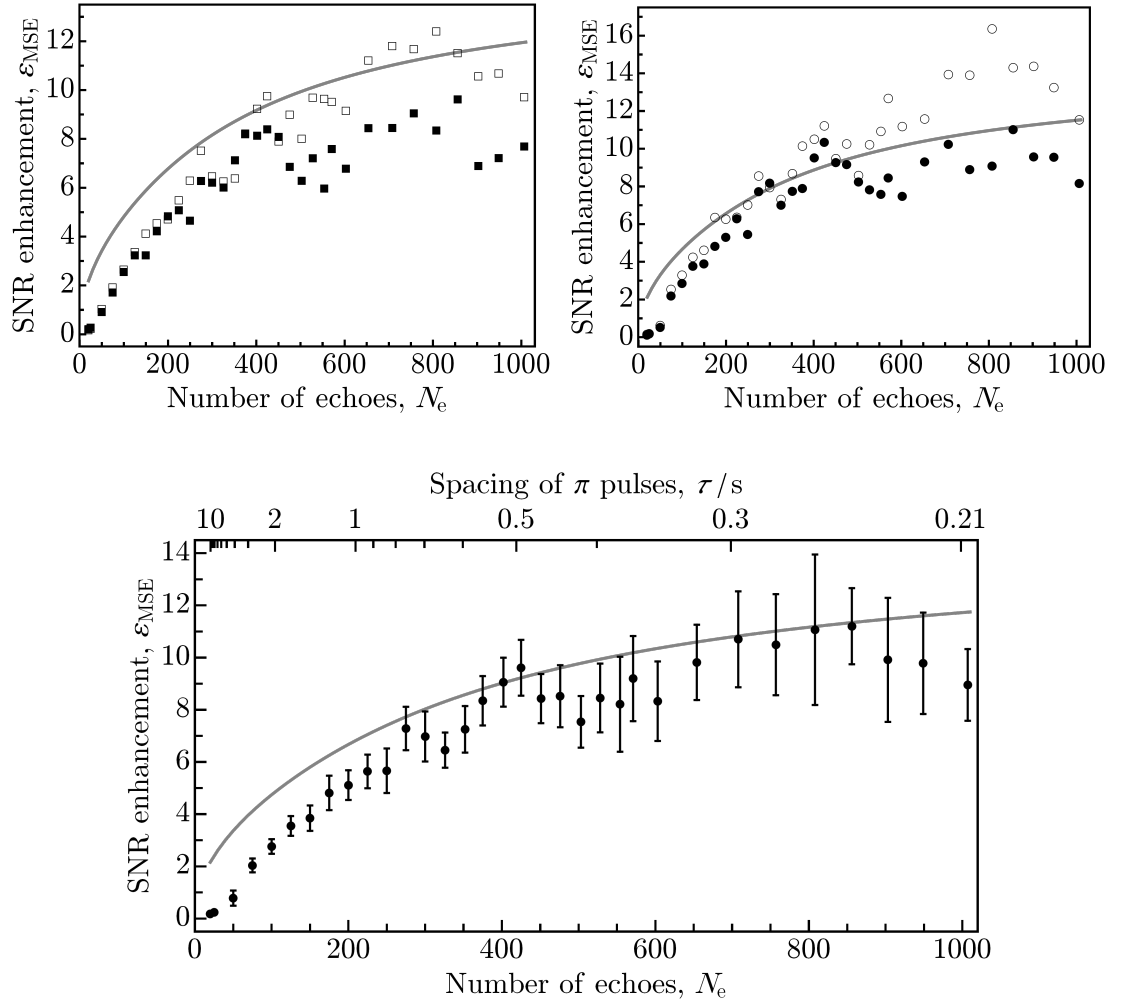 SNR enhancement, εMSE
12
10
8
6
4
2
0
0 200 400 600 800 1000
Number of echoes, Ne
SNR enhancement, εMSE
16
14
12
10
8
6
4
2
0
0 200 400 600 800 1000
Number of echoes, Ne
Spacing of π pulses, τ/s
10 2 1 0.5 0.3 0.21
SNR enhancement, εMSE
14
12
10
8
6
4
2
0
0 200 400 600 800 1000
Number of echoes, Ne